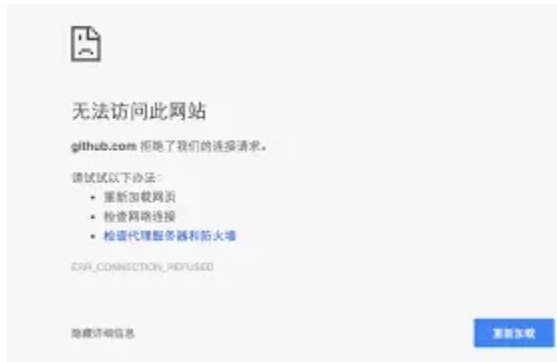 无法访问此网站
github.com 拒绝了我们的连接请求。
请试试以下办法：
重新加载网页
检查网络连接
检查代理服务器和防火墙
ERR_CONNECTION_REFUSED
隐藏详细信息
重新加载